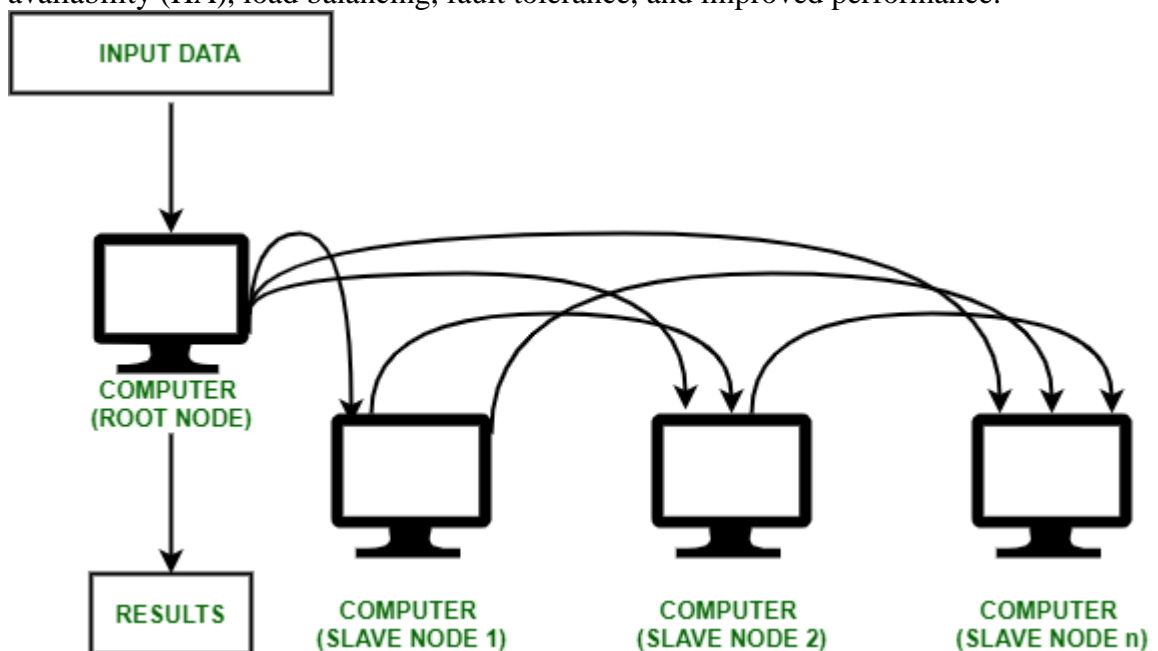 availability (HA), load balancing, fault tolerance, and improved performance.
INPUT DATA
COMPUTER
(ROOT NODE)
RESULTS
COMPUTER
(SLAVE NODE 1)
COMPUTER
(SLAVE NODE 2)
COMPUTER
(SLAVE NODE n)